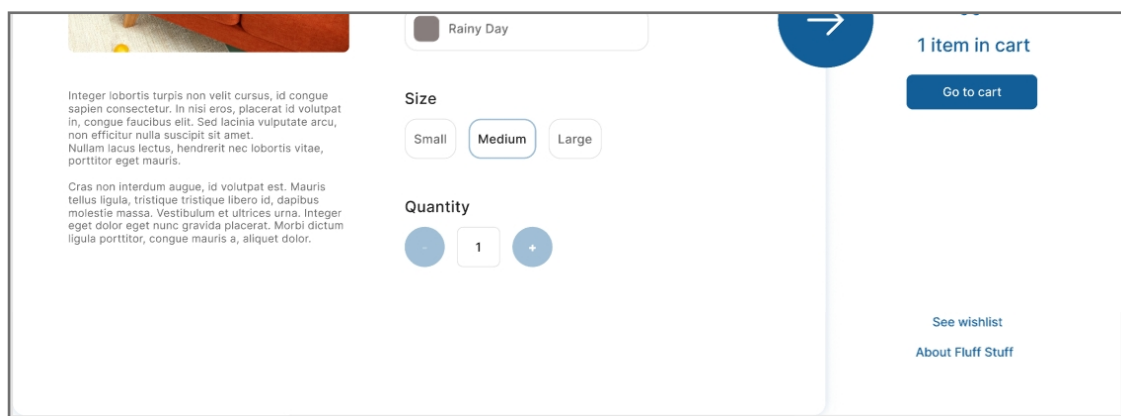 Rainy Day
1 item in cart
Go to cart
Integer lobortis turpis non velit cursus, id congue
sapien consectetur. In nisi eros, placerat id volutpat
in, congue faucibus elit. Sed lacinia vulputate arcu,
non efficitur nulla suscipit sit amet.
Nullam lacus lectus, hendrerit nec lobortis vitae,
porttitor eget mauris.
Cras non interdum augue, id volutpat est. Mauris
tellus ligula, tristique tristique libero id, dapibus
molestie massa. Vestibulum et ultrices urna. Integer
eget dolor eget nunc gravida placerat. Morbi dictum
ligula porttitor, congue mauris a, aliquet dolor.
Size
Small
Medium
Large
Quantity
- 1 +
See wishlist
About Fluff Stuff